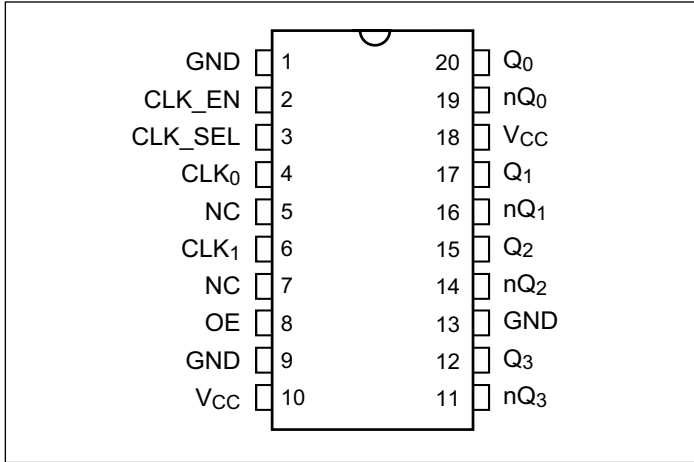 GND 1 20 Q0
CLK_EN 2 19 nQ0
CLK_SEL 3 18 VCC
CLK0 4 17 Q1
NC 5 16 nQ1
CLK1 6 15 Q2
NC 7 14 nQ2
OE 8 13 GND
GND 9 12 Q3
VCC 10 11 nQ3